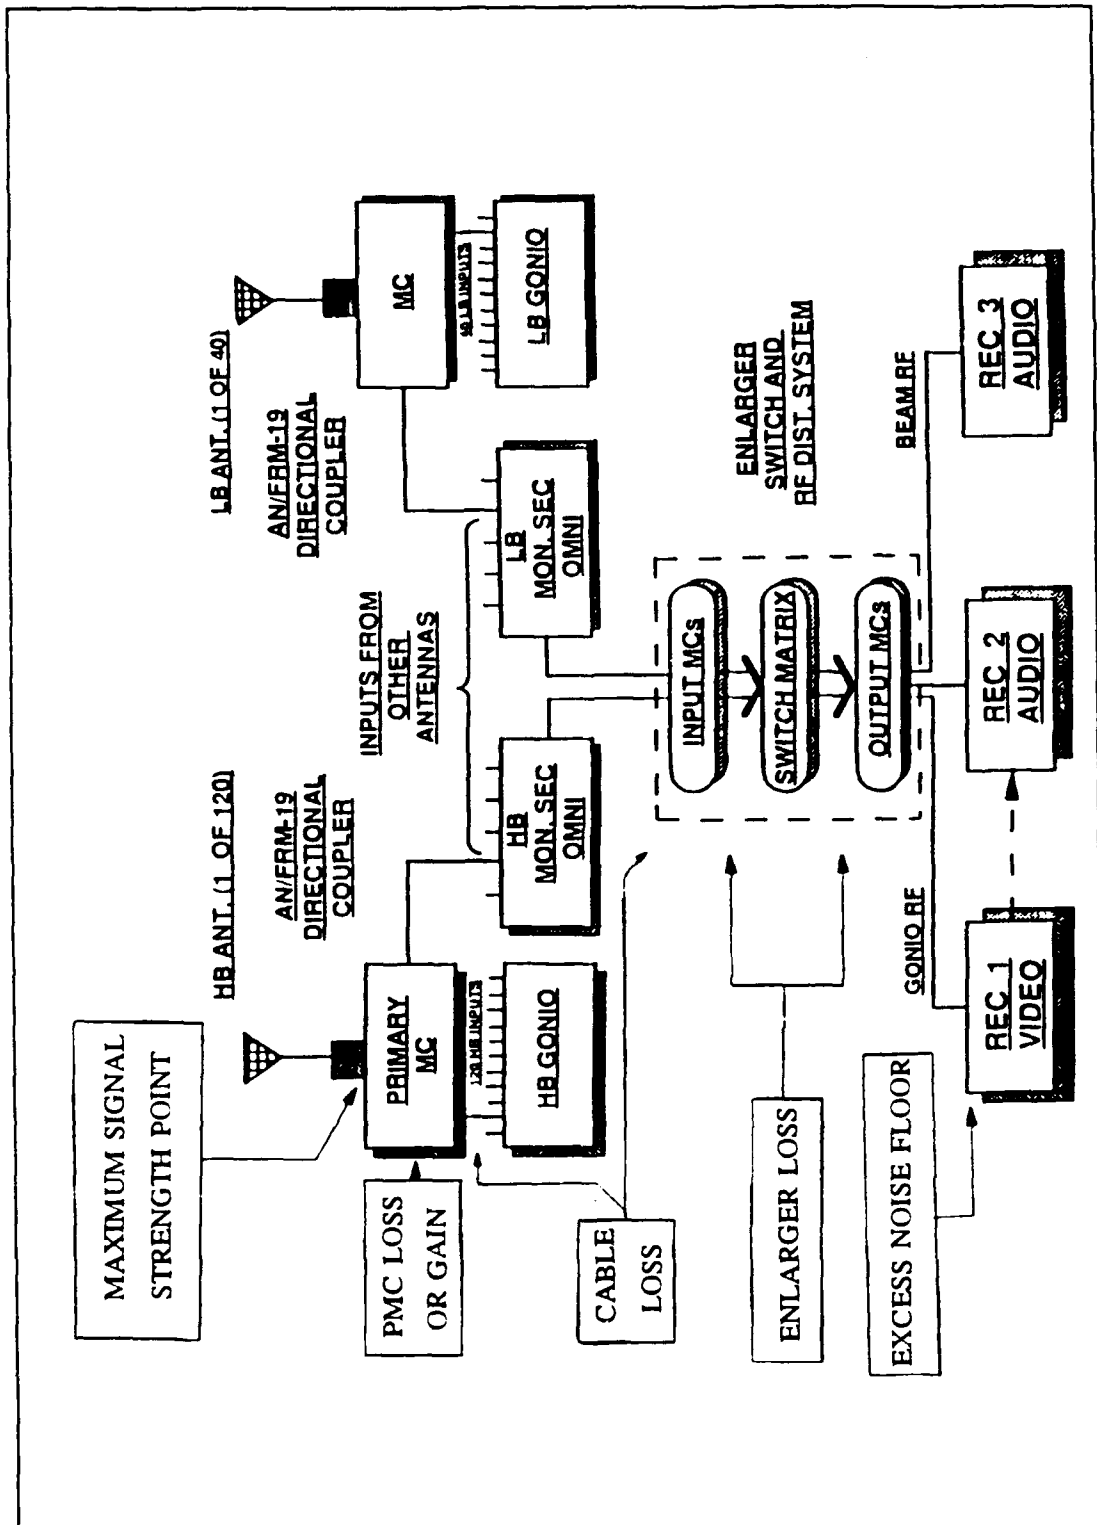 MAXIMUM SIGNAL
STRENGTH POINT
HB ANT. (1 OF 120)
LB ANT. (1 OF 40)
AN/FRM-19
DIRECTIONAL
COUPLER
AN/FRM-19
DIRECTIONAL
COUPLER
PMC LOSS
OR GAIN
PRIMARY
MC
MC
INPUTS FROM
OTHER
ANTENNAS
120 HB INPUTS
40 LB INPUTS
HB GONIO
HB
MON. SEC
OMNI
LB
MON. SEC
OMNI
LB GONIO
CABLE
LOSS
INPUT MCs
SWITCH MATRIX
OUTPUT MCs
ENLARGER
SWITCH AND
RF DIST. SYSTEM
ENLARGER LOSS
EXCESS NOISE FLOOR
GONIO RF
BEAM RF
REC 1
VIDEO
REC 2
AUDIO
REC 3
AUDIO